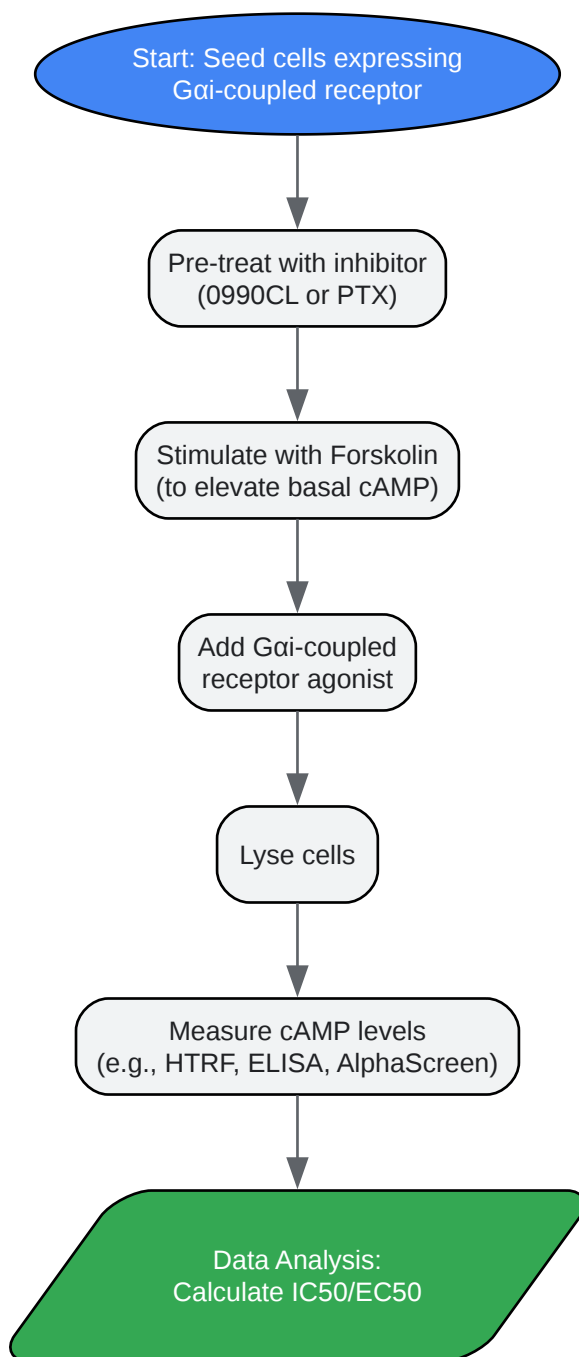 Start: Seed cells expressing
Gαi-coupled receptor
Pre-treat with inhibitor
(0990CL or PTX)
Stimulate with Forskolin
(to elevate basal cAMP)
Add Gαi-coupled
receptor agonist
Lyse cells
Measure cAMP levels
(e.g., HTRF, ELISA, AlphaScreen)
Data Analysis:
Calculate IC50/EC50